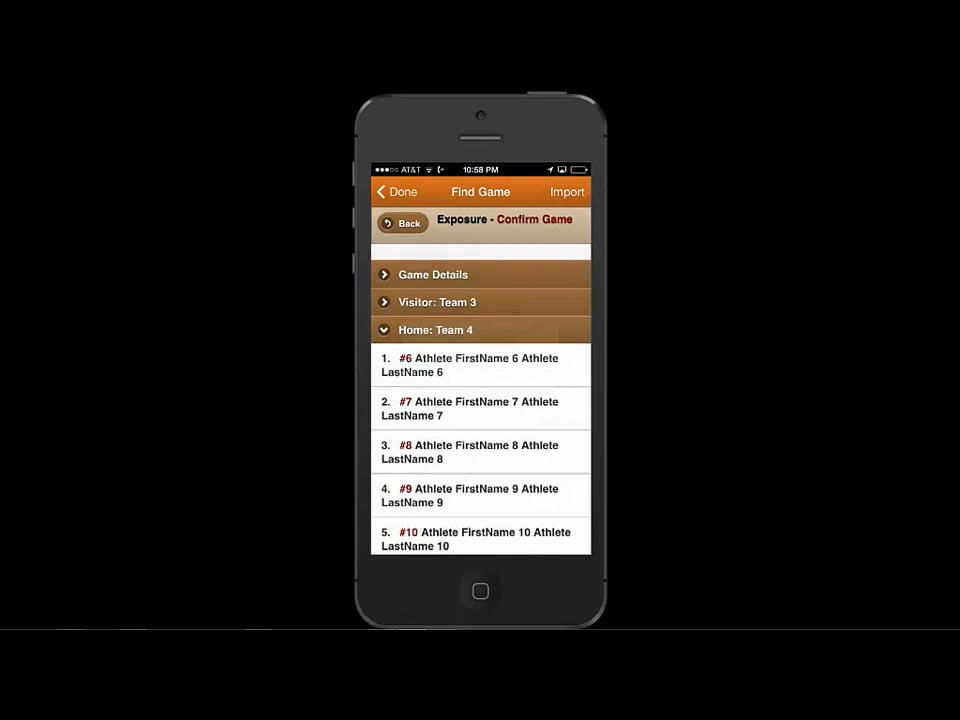 AT&T 10:58 PM
Done Find Game Import
Back Exposure - Confirm Game
Game Details
Visitor: Team 3
Home: Team 4
1. #6 Athlete FirstName 6 Athlete
LastName 6
2. #7 Athlete FirstName 7 Athlete
LastName 7
3. #8 Athlete FirstName 8 Athlete
LastName 8
4. #9 Athlete FirstName 9 Athlete
LastName 9
5. #10 Athlete FirstName 10 Athlete
LastName 10